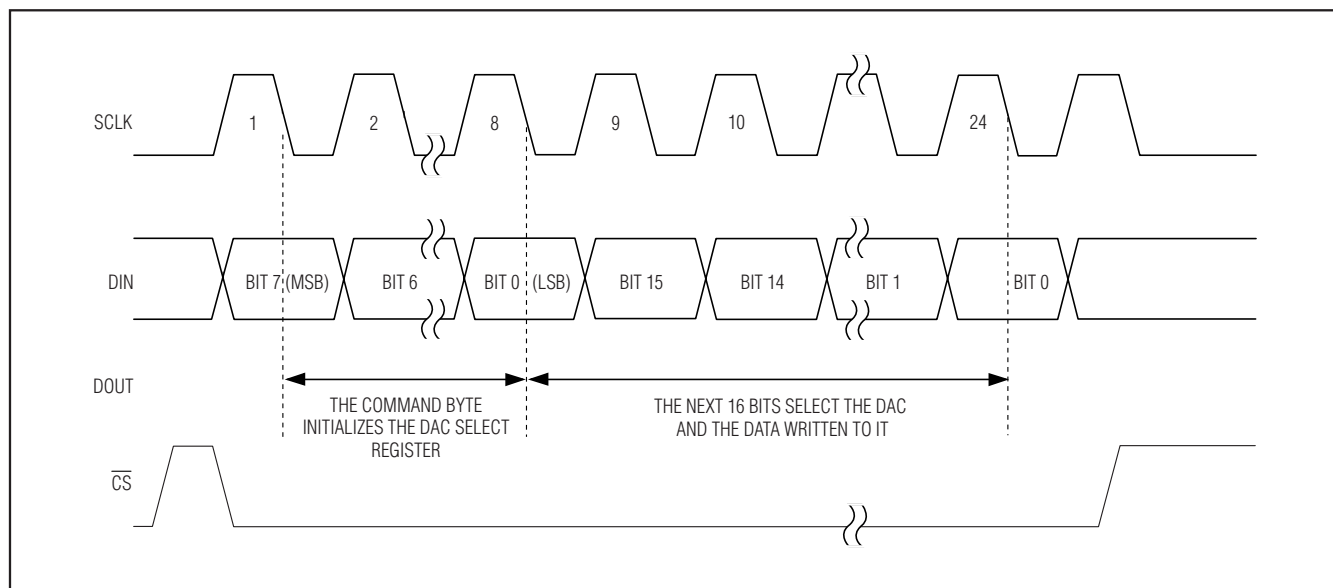 SCLK 1 2 8 9 10 24
DIN BIT 7 (MSB) BIT 6 BIT 0 (LSB) BIT 15 BIT 14 BIT 1 BIT 0
DOUT
THE COMMAND BYTE
INITIALIZES THE DAC SELECT
REGISTER
THE NEXT 16 BITS SELECT THE DAC
AND THE DATA WRITTEN TO IT
CS